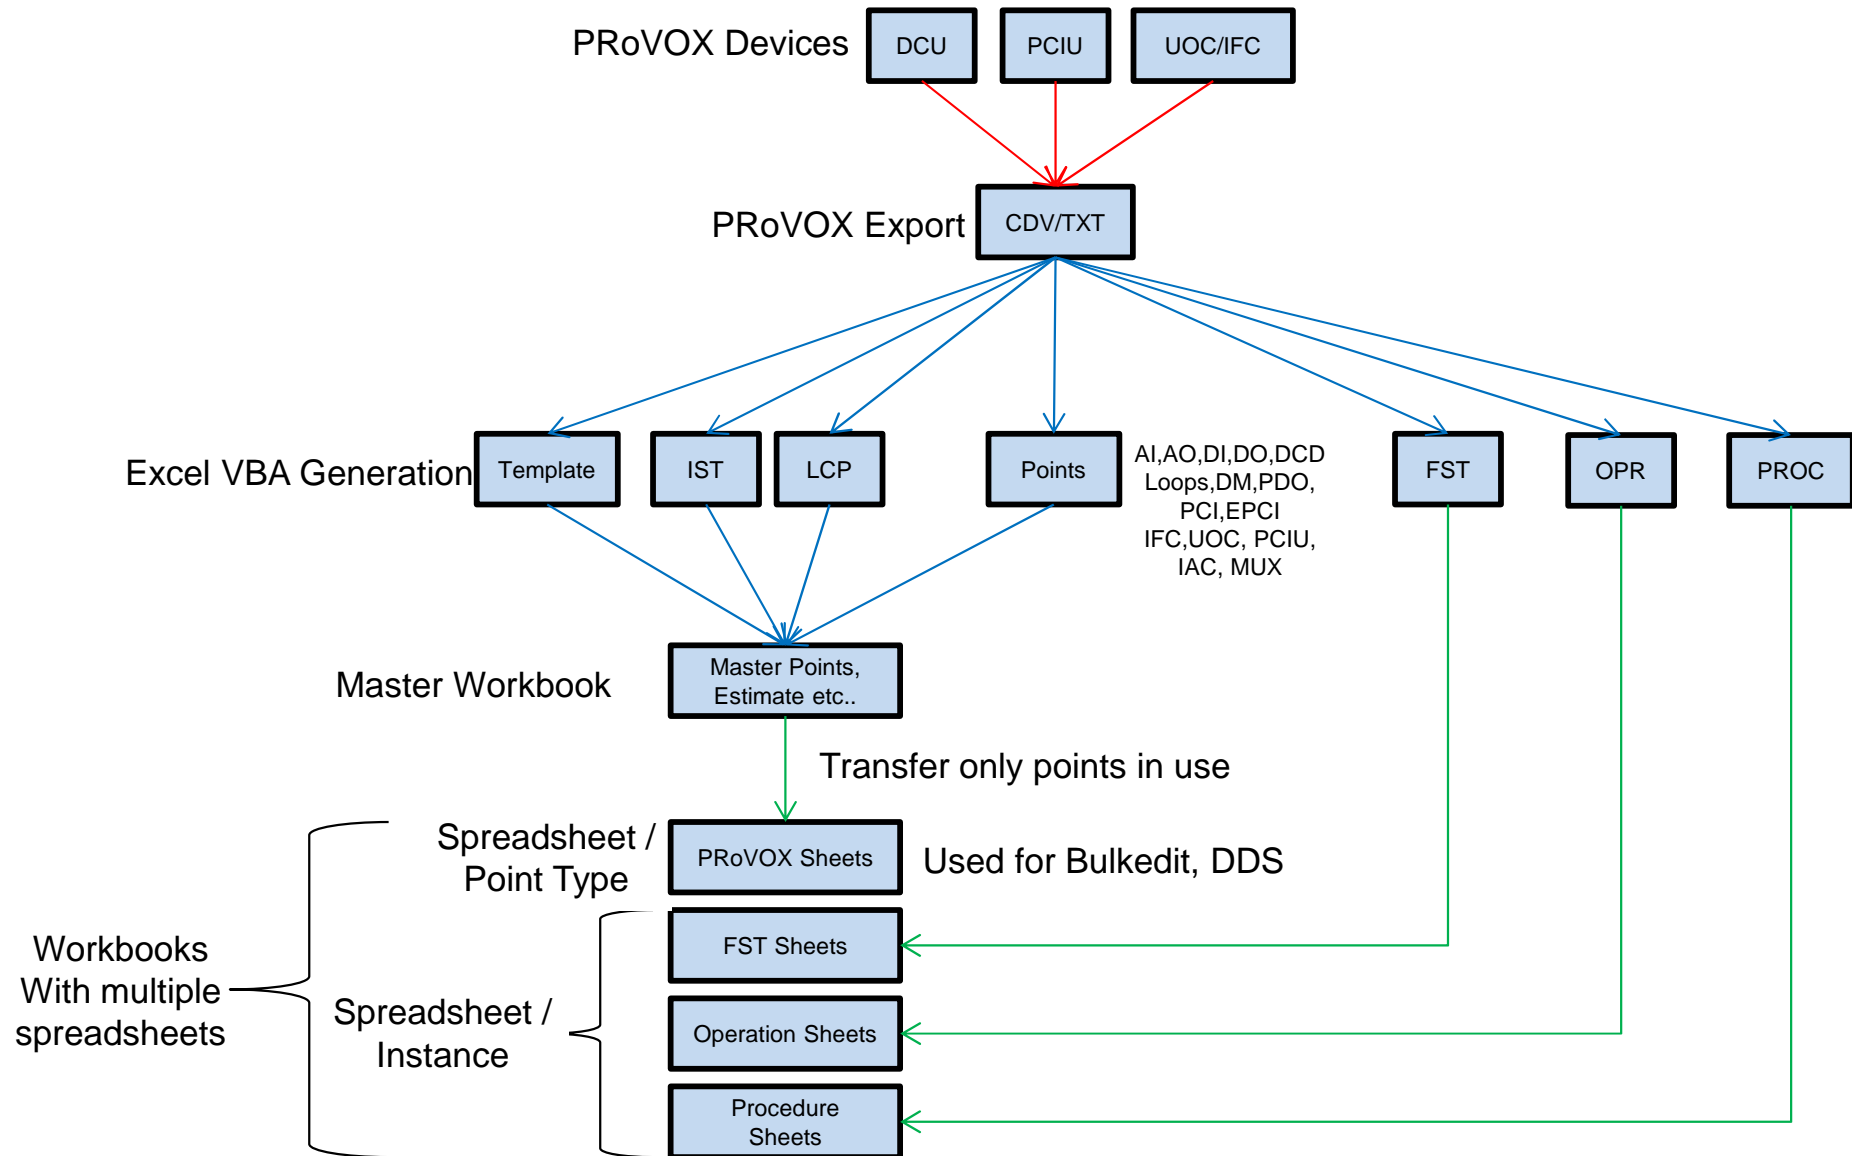 PRoVOX Devices
DCU
PCIU
UOC/IFC
PRoVOX Export
CDV/TXT
Excel VBA Generation
Template
IST
LCP
Points
AI,AO,DI,DO,DCD
Loops,DM,PDO,
PCI,EPCI
IFC,UOC, PCIU,
IAC, MUX
FST
OPR
PROC
Master Workbook
Master Points,
Estimate etc..
Transfer only points in use
Spreadsheet /
Point Type
PRoVOX Sheets
Used for Bulkedit, DDS
Workbooks
With multiple
spreadsheets
Spreadsheet /
Instance
FST Sheets
Operation Sheets
Procedure
Sheets